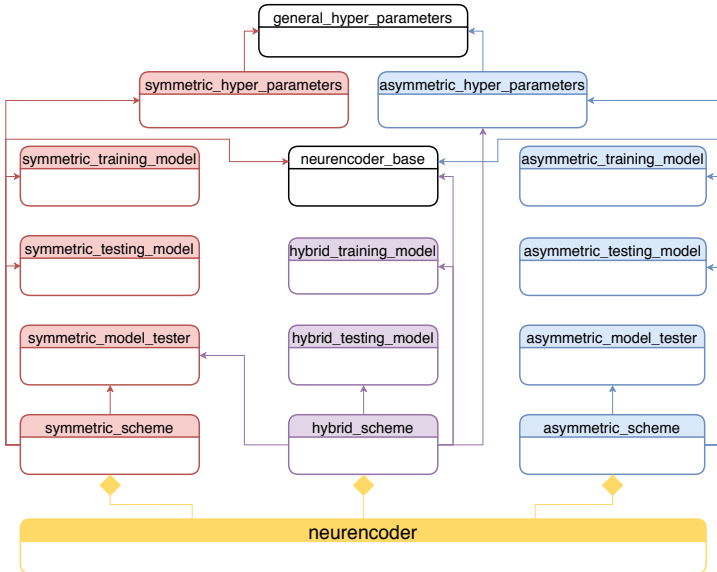 general_hyper_parameters
symmetric_hyper_parameters
asymmetric_hyper_parameters
symmetric_training_model
neurencoder_base
asymmetric_training_model
symmetric_testing_model
hybrid_training_model
asymmetric_testing_model
symmetric_model_tester
hybrid_testing_model
asymmetric_model_tester
symmetric_scheme
hybrid_scheme
asymmetric_scheme
neurencoder